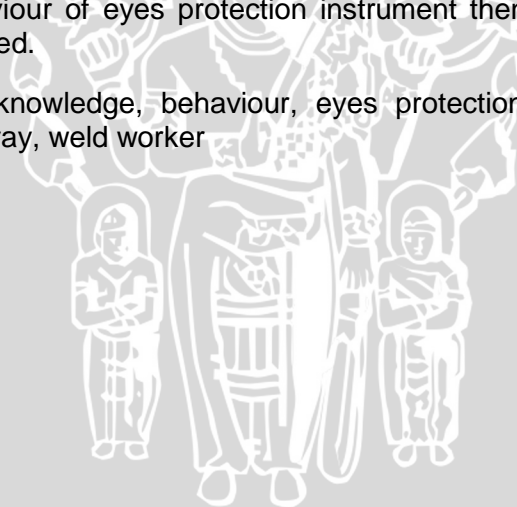 viour of eyes protection instrument ther
ed.
knowledge, behaviour, eyes protection
ay, weld worker